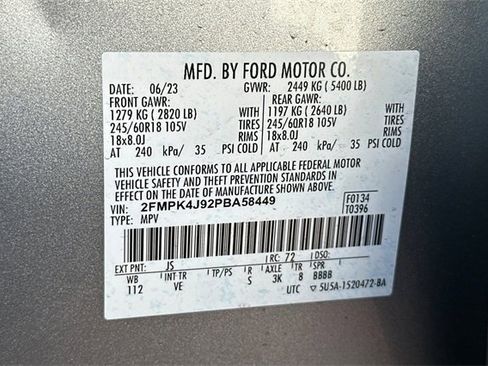 MFD. BY FORD MOTOR CO.
DATE: 06/23 GVWR: 2449 KG ( 5400 LB)
FRONT GAWR: REAR GAWR:
1279 KG ( 2820 LB) WITH 1197 KG ( 2640 LB) WITH
245/60R18 105V TIRES 245/60R18 105V TIRES
18x8.0J RIMS 18x8.0J RIMS
AT 240 kPa/ 35 PSI COLD AT 240 kPa/ 35 PSI COLD
THIS VEHICLE CONFORMS TO ALL APPLICABLE FEDERAL MOTOR
VEHICLE SAFETY AND THEFT PREVENTION STANDARDS IN
EFFECT ON THE DATE OF MANUFACTURE SHOWN ABOVE.
VIN: 2FMPK4J92PBA58449 F0134
TYPE: MPV T0396
EXT PNT: JS RC: 72 DSO:
WB INT TR TP/PS R AXLE TR SPR
112 VE S 3K 8 BBBB
UTC 5U5A-1520472-BA